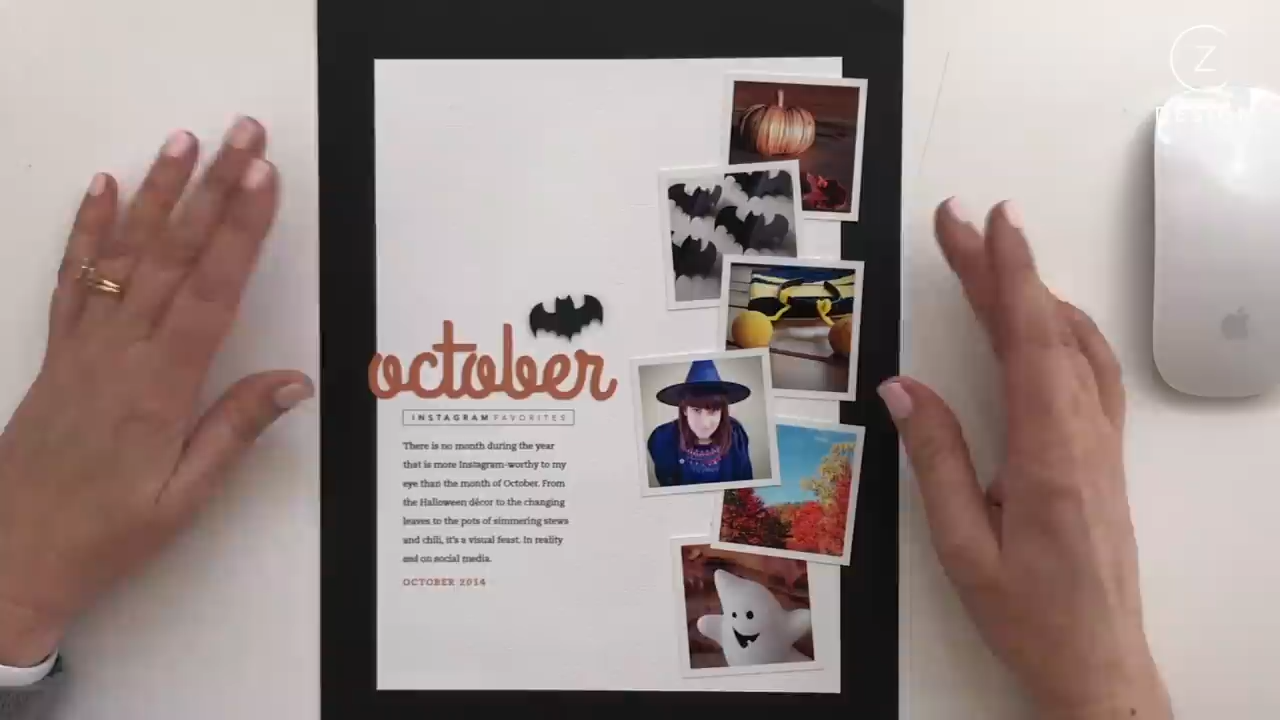 CZ
DESIGN
october
INSTAGRAM FAVORITES
There is no month during the year
that is more Instagram-worthy to my
eye than the month of October. From
the Halloween décor to the changing
leaves to the pots of simmering stews
and chili, it's a visual feast. In reality
and on social media.
OCTOBER 2014